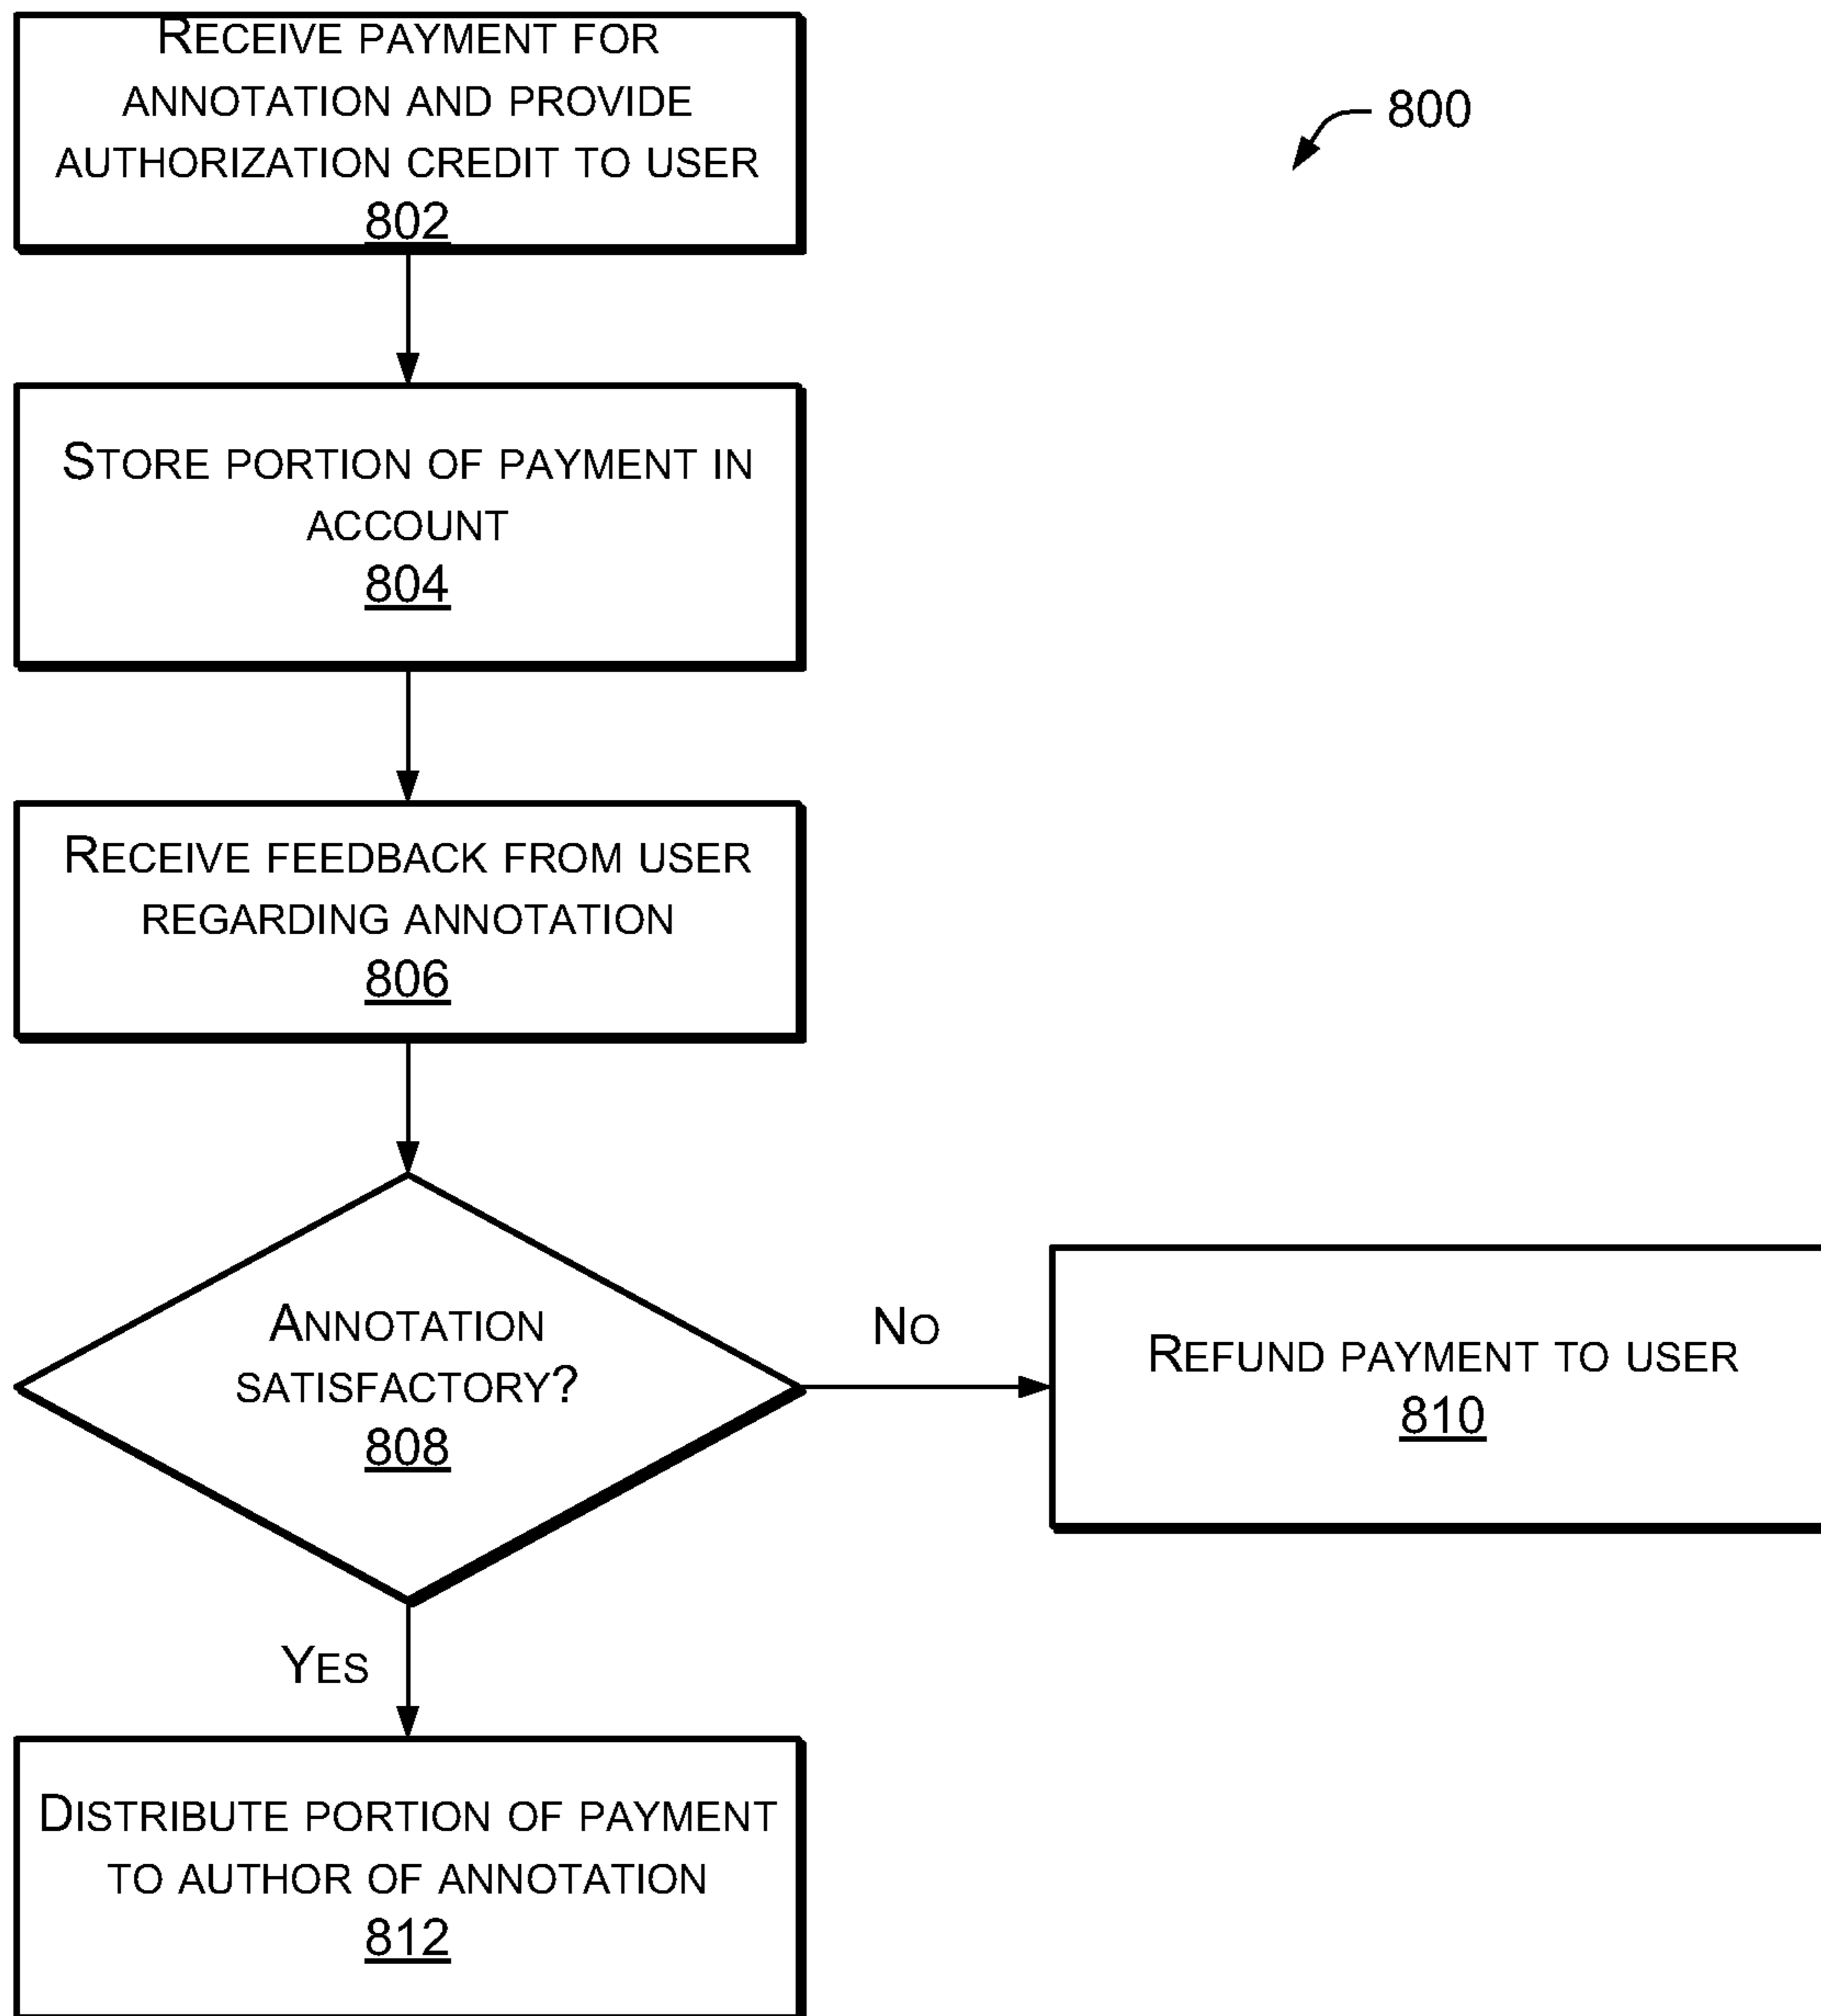 RECEIVE PAYMENT FOR
ANNOTATION AND PROVIDE
AUTHORIZATION CREDIT TO USER
802
800
STORE PORTION OF PAYMENT IN
ACCOUNT
804
RECEIVE FEEDBACK FROM USER
REGARDING ANNOTATION
806
ANNOTATION
SATISFACTORY?
808
NO
REFUND PAYMENT TO USER
810
YES
DISTRIBUTE PORTION OF PAYMENT
TO AUTHOR OF ANNOTATION
812